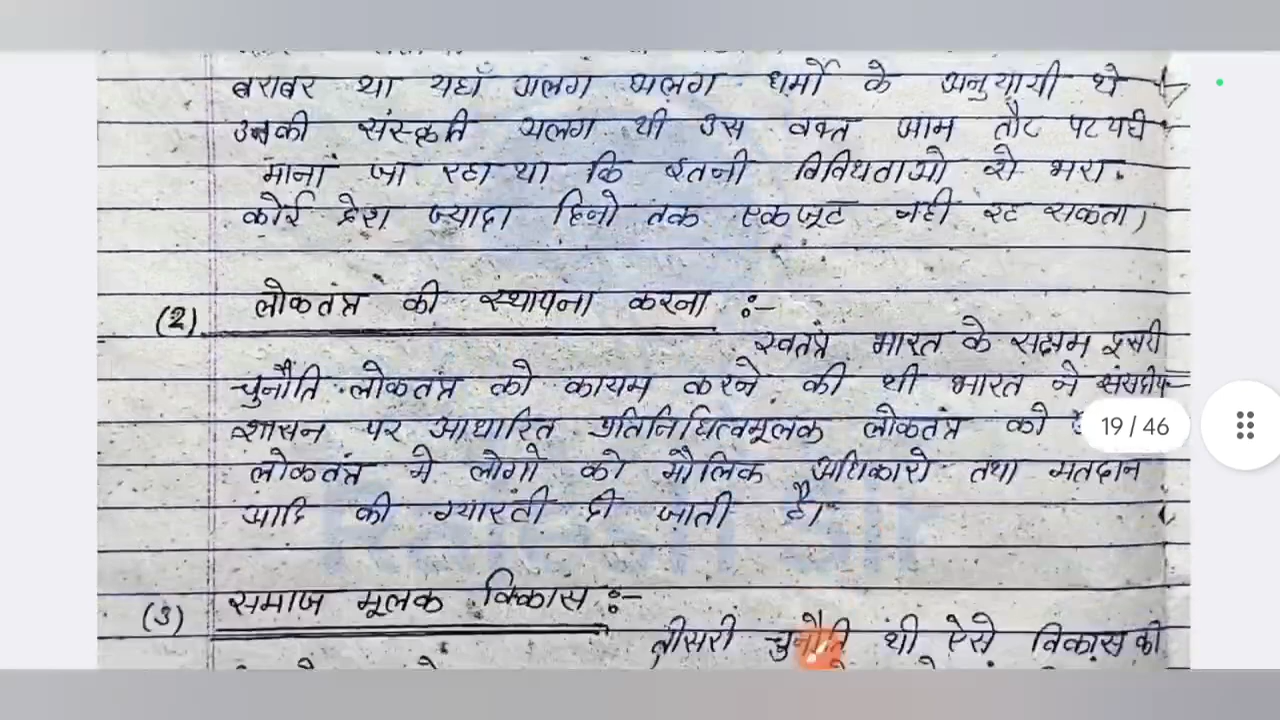 बराबर था यहाँ अलग अलग धर्मो के अनुयायी थे
उनकी संस्कृति अलग थी उस वक्त आम तौर पर यही
माना जा रहा था कि इतनी विविधताओ से भरा
कोई देश ज्यादा दिनो तक एकजूट नही रह सकता।
(2) लोकतंत्र की स्थापना करना :-
स्वतंत्र भारत के सक्षम दूसरी
चुनौति लोकतंत्र को कायम करने की थी भारत ने संसदीय
शासन पर आधारित प्रतिनिधित्वमूलक लोकतंत्र को
19 / 46
लोकतंत्र मे लोगो को मौलिक अधिकारो तथा मतदान
आदि की ग्यारंटी दी जाती है।
Rajesh Sir
(3) समाज मूलक विकास :-
तीसरी चुनौति थी ऐसे विकास की